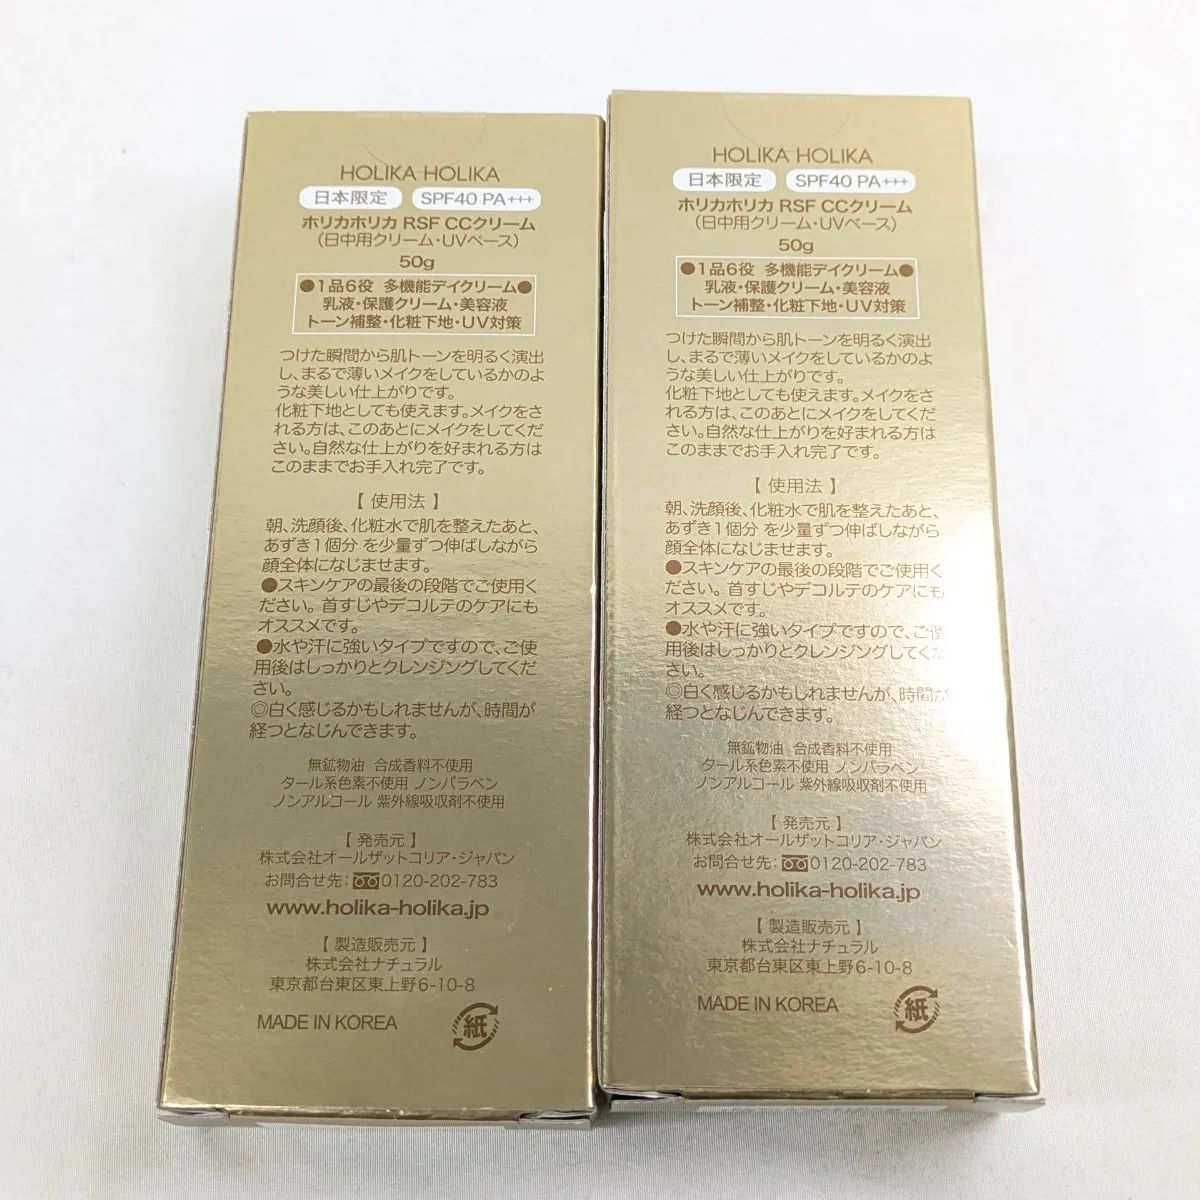 HOLIKA HOLIKA
日本限定 SPF40 PA+++
ホリカホリカ RSF CCクリーム
(日中用クリーム・UVベース)
50g
●1品6役 多機能デイクリーム●
乳液・保護クリーム・美容液
トーン補整・化粧下地・UV対策
つけた瞬間から肌トーンを明るく演出
し、まるで薄いメイクをしているかのよ
うな美しい仕上がりです。
化粧下地としても使えます。メイクをさ
れる方は、このあとにメイクをしてくだ
さい。自然な仕上がりを好まれる方は
このままでお手入れ完了です。
【 使用法 】
朝、洗顔後、化粧水で肌を整えたあと、
あずき1個分 を少量ずつ伸ばしながら
顔全体になじませます。
●スキンケアの最後の段階でご使用く
ださい。首すじやデコルテのケアにも
オススメです。
●水や汗に強いタイプですので、ご使
用後はしっかりとクレンジングしてくだ
さい。
◎白く感じるかもしれませんが、時間が
経つとなじんできます。
無鉱物油 合成香料不使用
タール系色素不使用 ノンパラベン
ノンアルコール 紫外線吸収剤不使用
【 発売元 】
株式会社オールザットコリア・ジャパン
お問合せ先:0120-202-783
www.holika-holika.jp
【 製造販売元 】
株式会社ナチュラル
東京都台東区東上野6-10-8
MADE IN KOREA 紙
HOLIKA HOLIKA
日本限定 SPF40 PA+++
ホリカホリカ RSF CCクリーム
(日中用クリーム・UVベース)
50g
●1品6役 多機能デイクリーム●
乳液・保護クリーム・美容液
トーン補整・化粧下地・UV対策
つけた瞬間から肌トーンを明るく演出
し、まるで薄いメイクをしているかのよ
うな美しい仕上がりです。
化粧下地としても使えます。メイクをさ
れる方は、このあとにメイクをしてくだ
さい。自然な仕上がりを好まれる方は
このままでお手入れ完了です。
【 使用法 】
朝、洗顔後、化粧水で肌を整えたあと、
あずき1個分 を少量ずつ伸ばしながら
顔全体になじませます。
●スキンケアの最後の段階でご使用く
ださい。首すじやデコルテのケアにも
オススメです。
●水や汗に強いタイプですので、ご使
用後はしっかりとクレンジングしてくだ
さい。
◎白く感じるかもしれませんが、時間が
経つとなじんできます。
無鉱物油 合成香料不使用
タール系色素不使用 ノンパラベン
ノンアルコール 紫外線吸収剤不使用
【 発売元 】
株式会社オールザットコリア・ジャパン
お問合せ先:0120-202-783
www.holika-holika.jp
【 製造販売元 】
株式会社ナチュラル
東京都台東区東上野6-10-8
MADE IN KOREA 紙